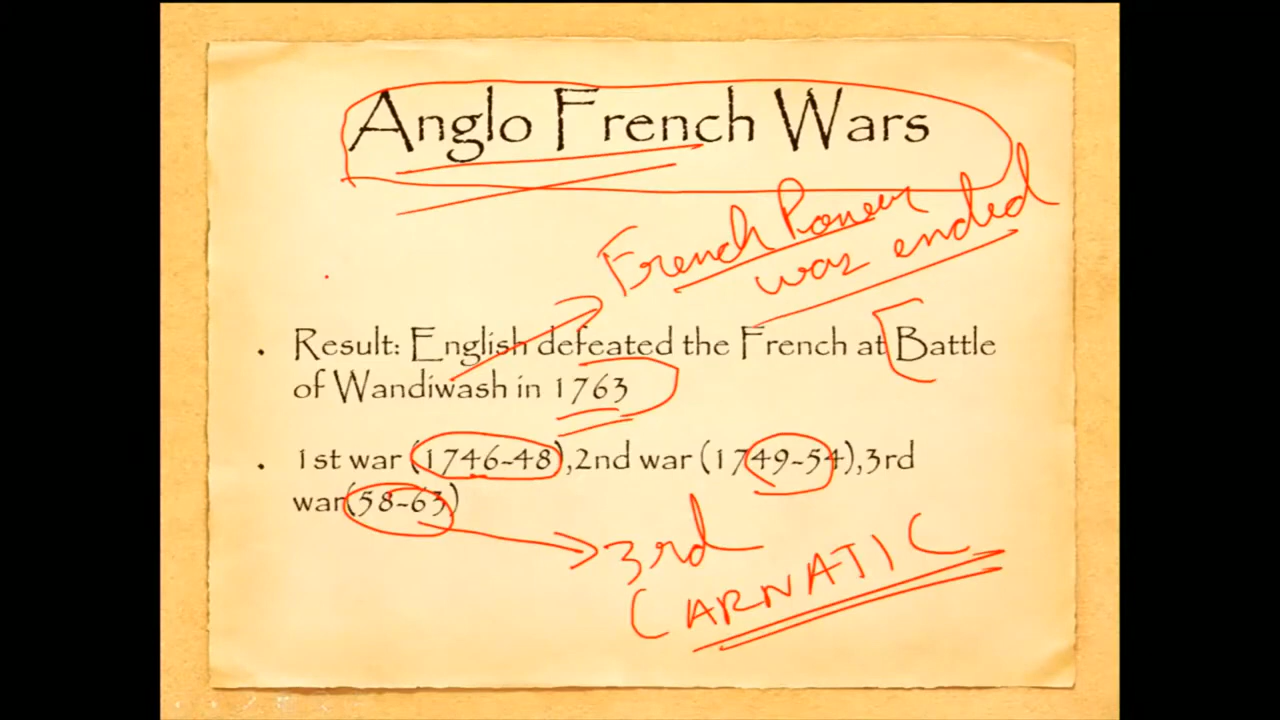 Anglo French Wars
French Power
was ended
. Result: English defeated the French at Battle
of Wandiwash in 1763
. 1st war (1746-48),2nd war (1749-54),3rd
war(58-63)
3rd
CARNATIC